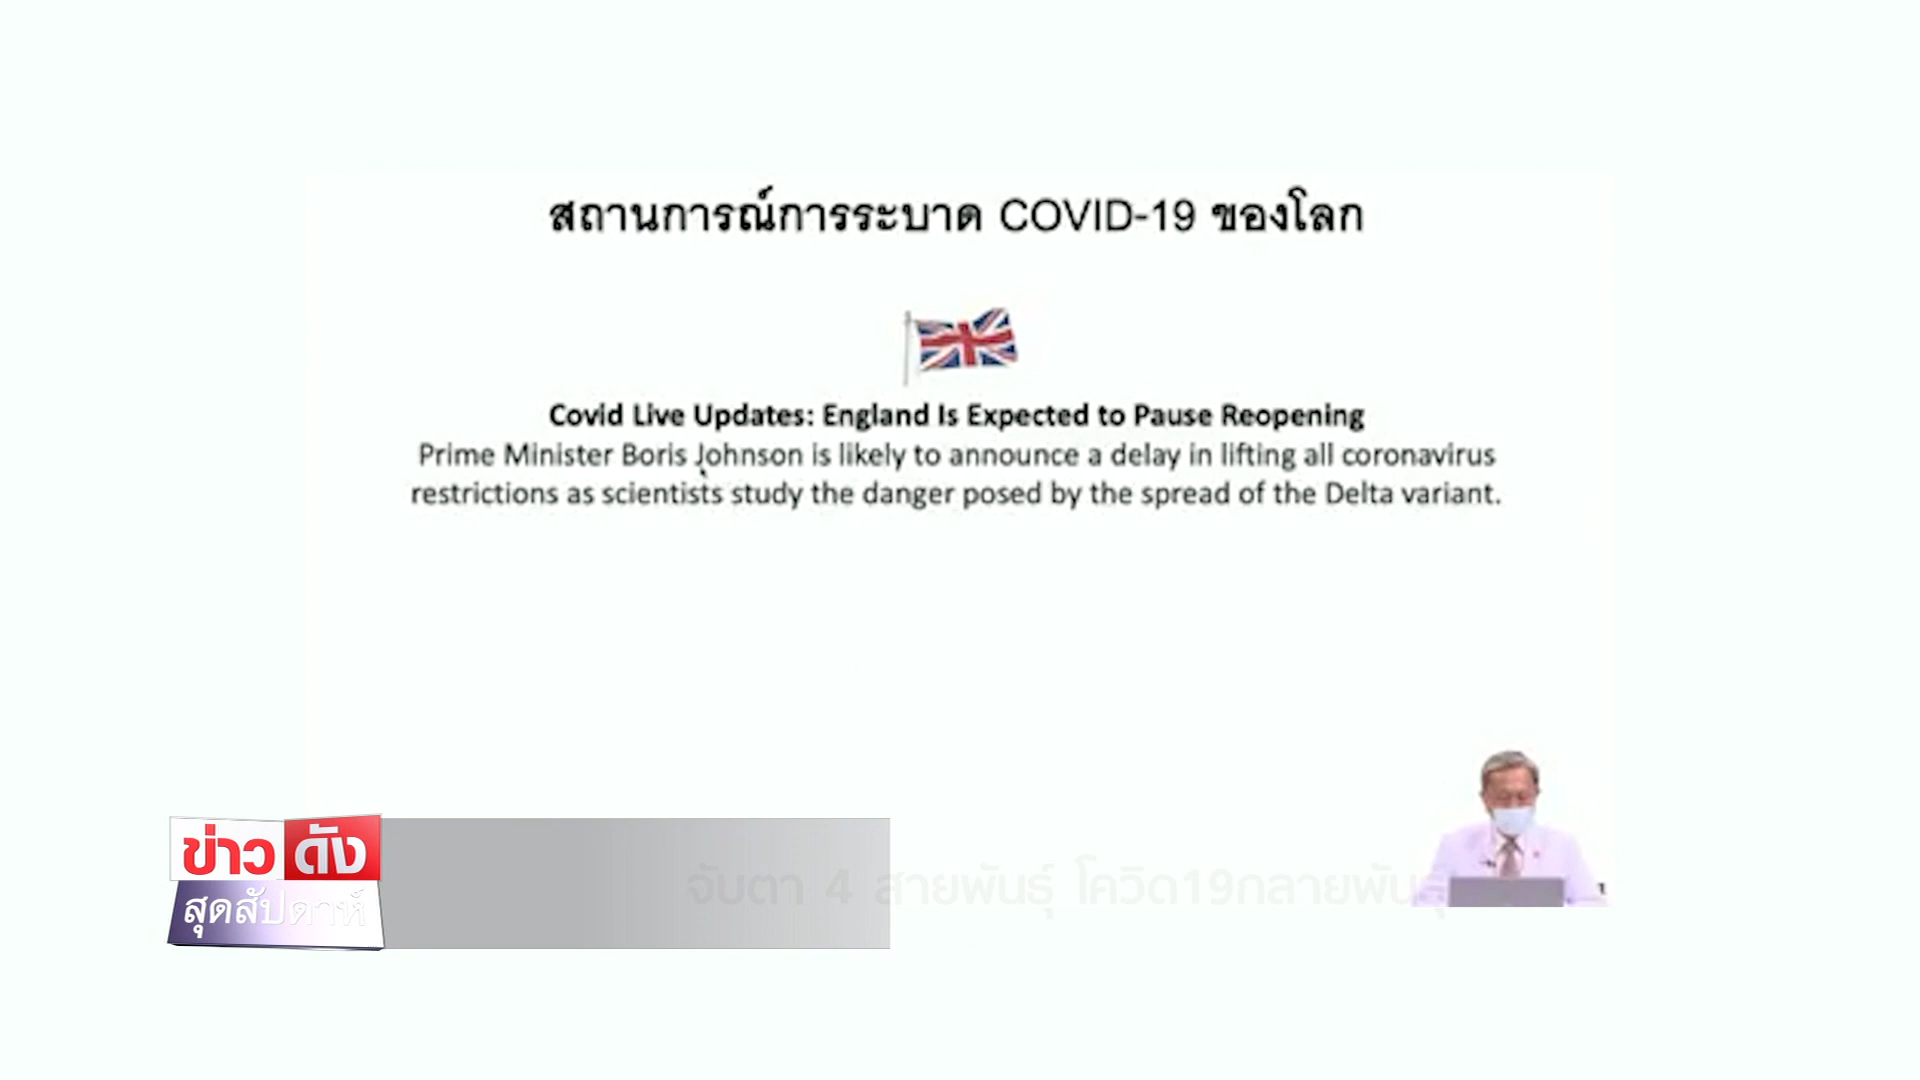 สถานการณ์การระบาด COVID-19 ของโลก
Covid Live Updates: England Is Expected to Pause Reopening
Prime Minister Boris Johnson is likely to announce a delay in lifting all coronavirus
restrictions as scientists study the danger posed by the spread of the Delta variant.
ข่าว ดัง
สุดสัปดาห์
จับตา 4 สายพันธุ์ โควิด19กลายพันธุ์